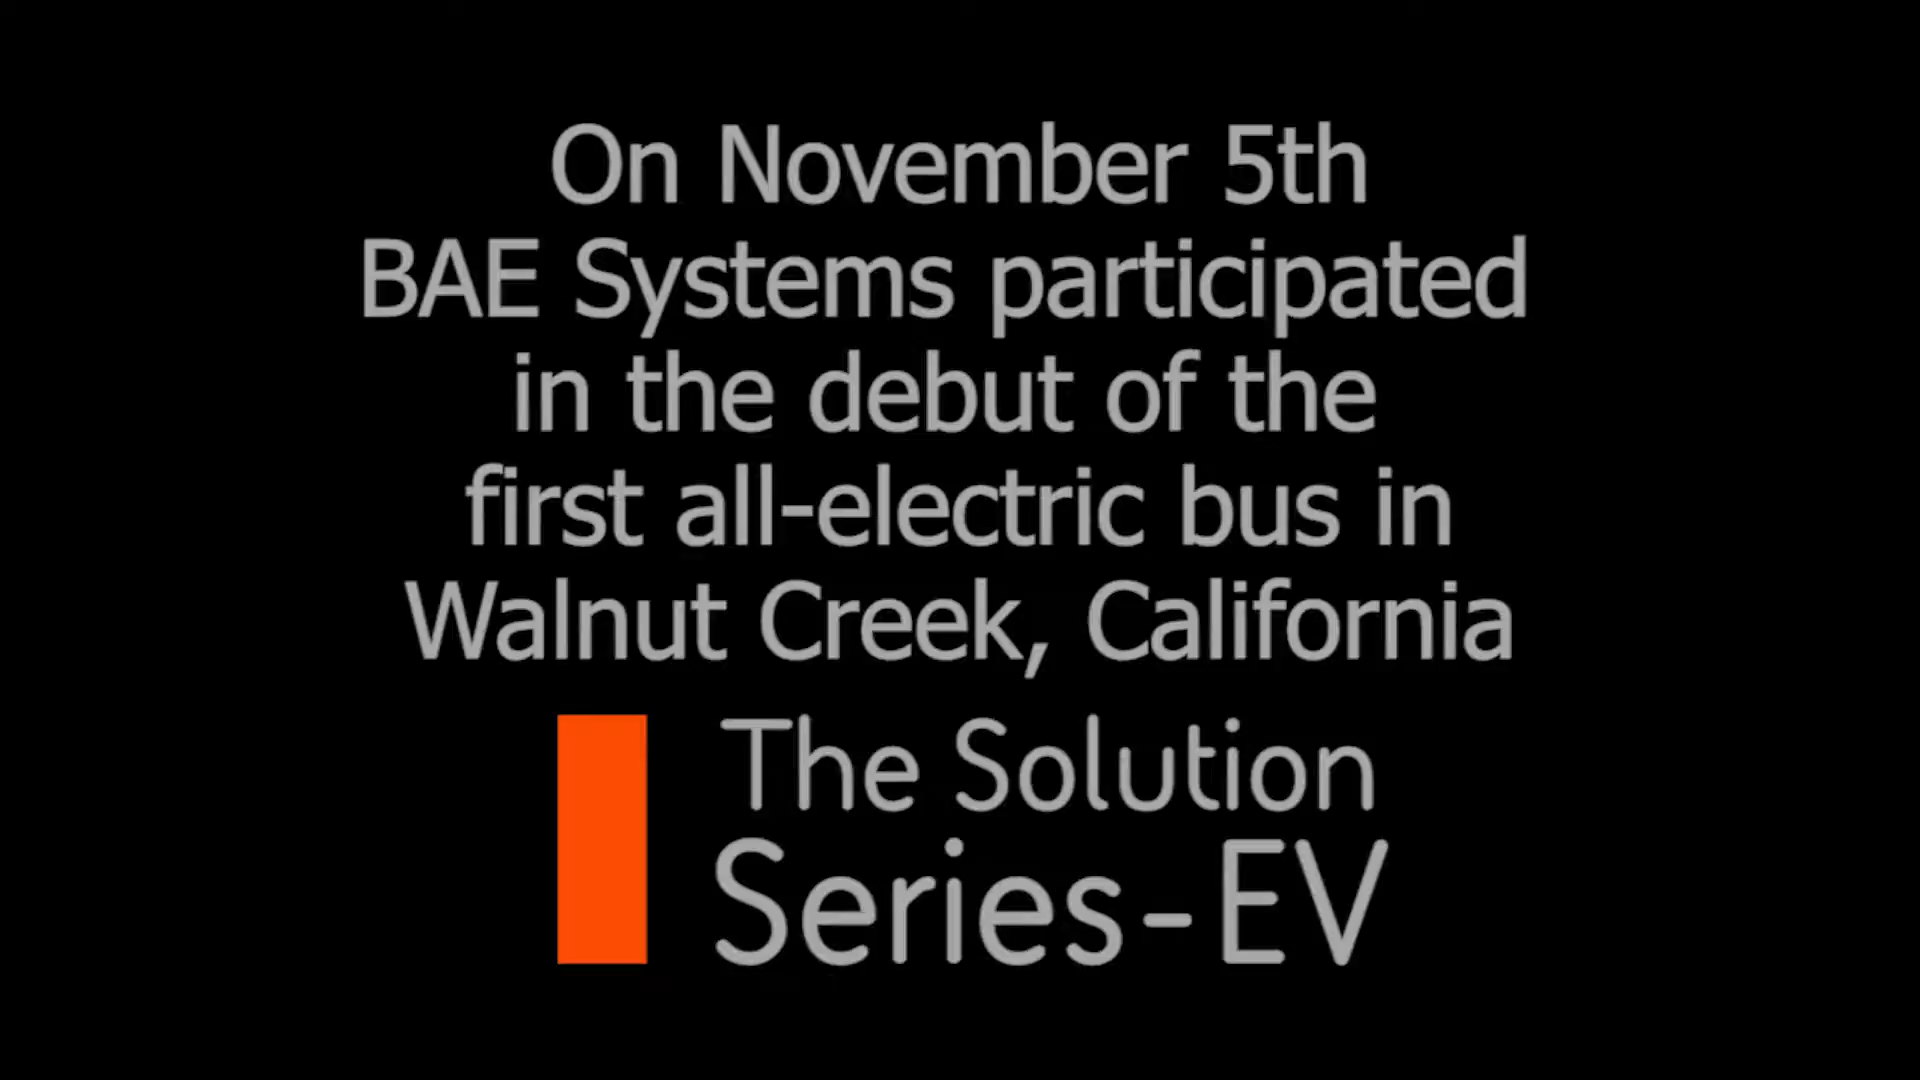 On November 5th
BAE Systems participated
in the debut of the
first all-electric bus in
Walnut Creek, California
The Solution
Series-EV